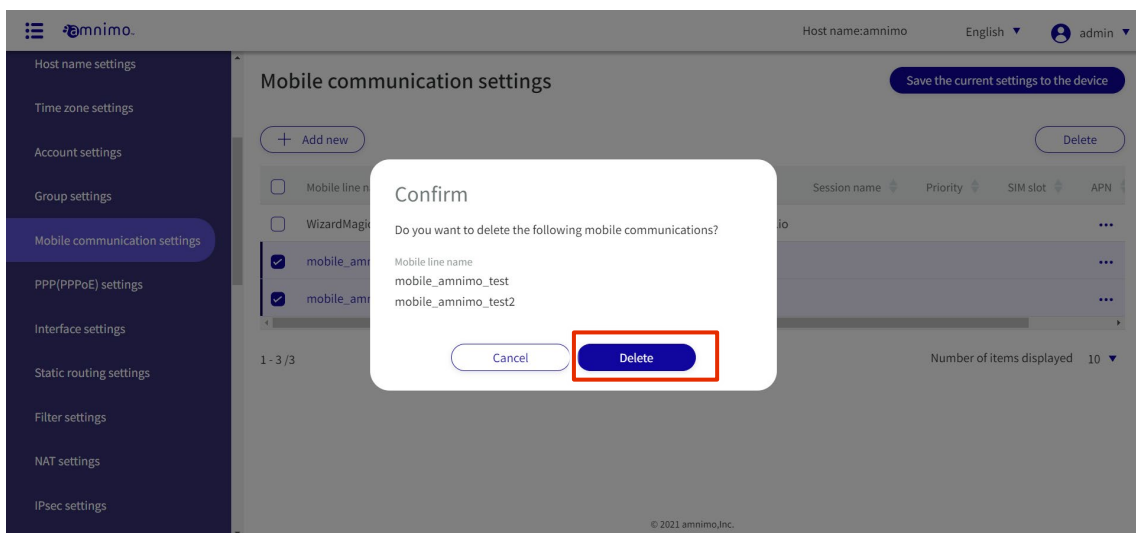 amnimo.
Host name:amnimo
English
admin
Host name settings
Time zone settings
Account settings
Group settings
Mobile communication settings
PPP(PPPoE) settings
Interface settings
Static routing settings
Filter settings
NAT settings
IPsec settings
Mobile communication settings
Save the current settings to the device
+ Add new
Delete
Mobile line n
Session name
Priority
SIM slot
APN
WizardMagi
io
mobile_am
mobile_am
Confirm
Do you want to delete the following mobile communications?
Mobile line name
mobile_amnimo_test
mobile_amnimo_test2
Cancel
Delete
1 - 3 /3
Number of items displayed 10
© 2021 amnimo,Inc.